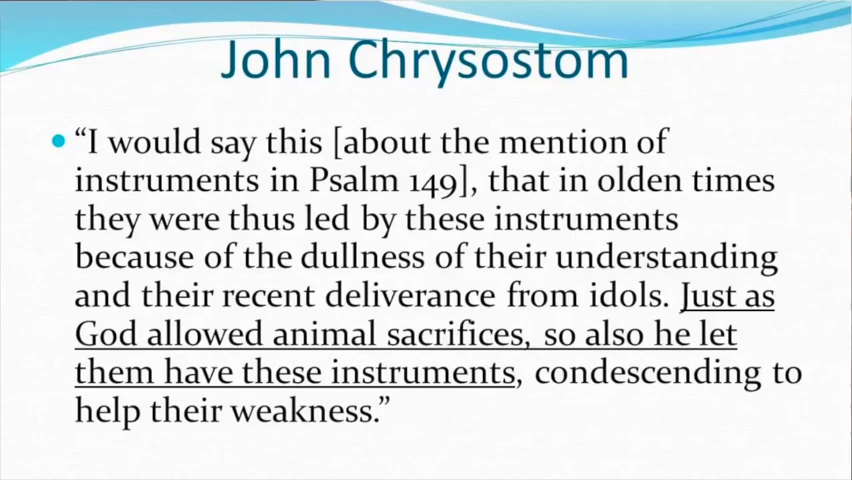 John Chrysostom
• “I would say this [about the mention of
instruments in Psalm 149], that in olden times
they were thus led by these instruments
because of the dullness of their understanding
and their recent deliverance from idols. Just as
God allowed animal sacrifices, so also he let
them have these instruments, condescending to
help their weakness.”